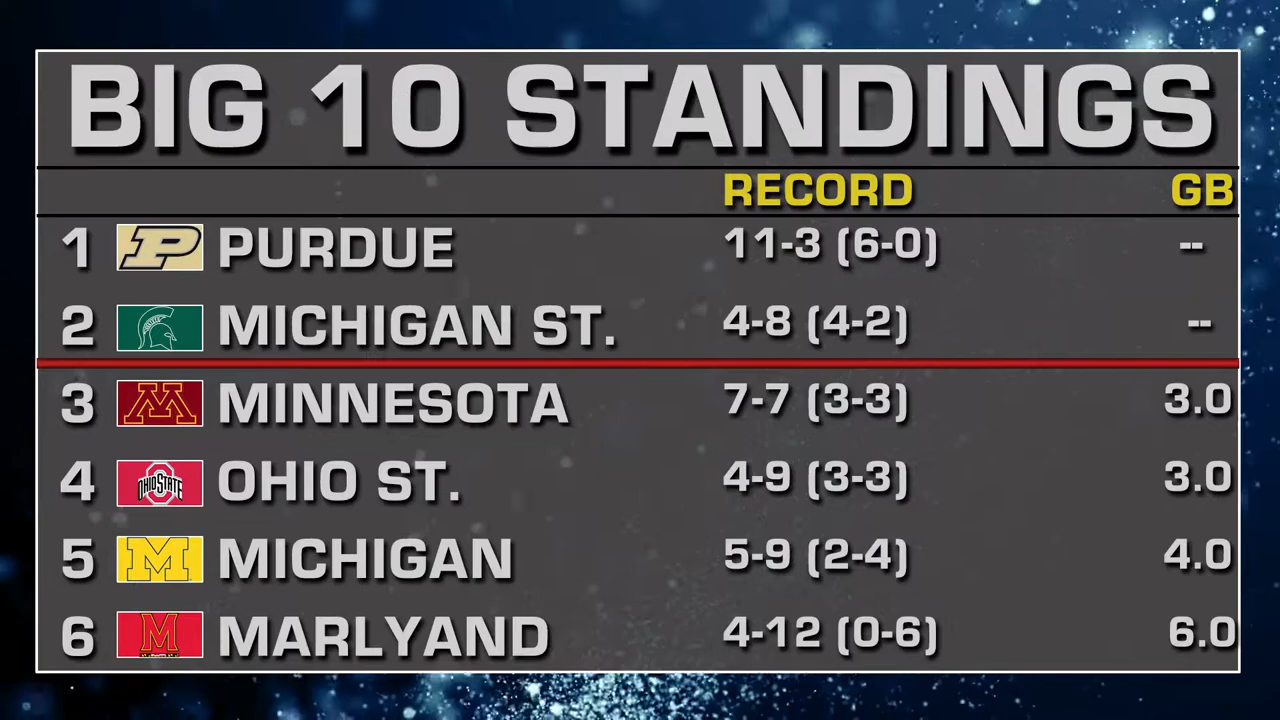 BIG 10 STANDINGS
RECORD GB
1 P PURDUE 11-3 (6-0) --
2 MICHIGAN ST. 4-8 (4-2) --
3 M MINNESOTA 7-7 (3-3) 3.0
4 OHIO STATE OHIO ST. 4-9 (3-3) 3.0
5 M MICHIGAN 5-9 (2-4) 4.0
6 M MARLYAND 4-12 (0-6) 6.0